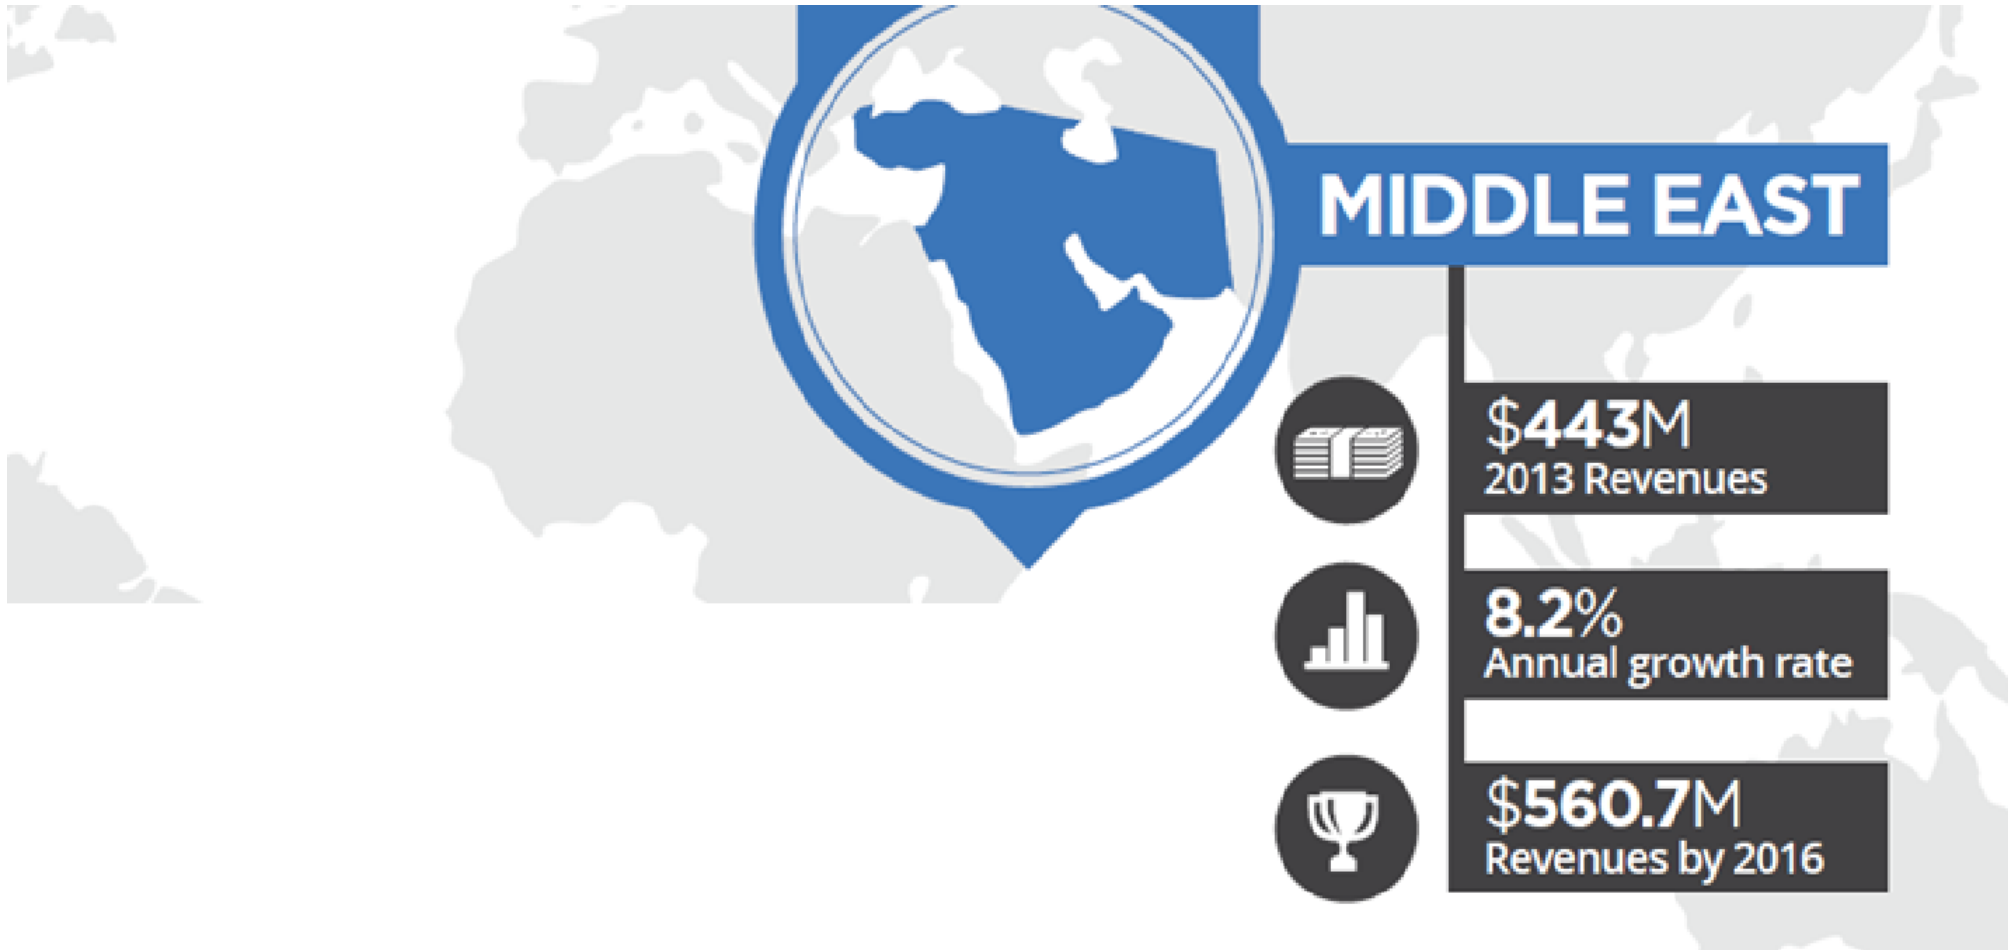 MIDDLE EAST
$443M
2013 Revenues
8.2%
Annual growth rate
$560.7M
Revenues by 2016